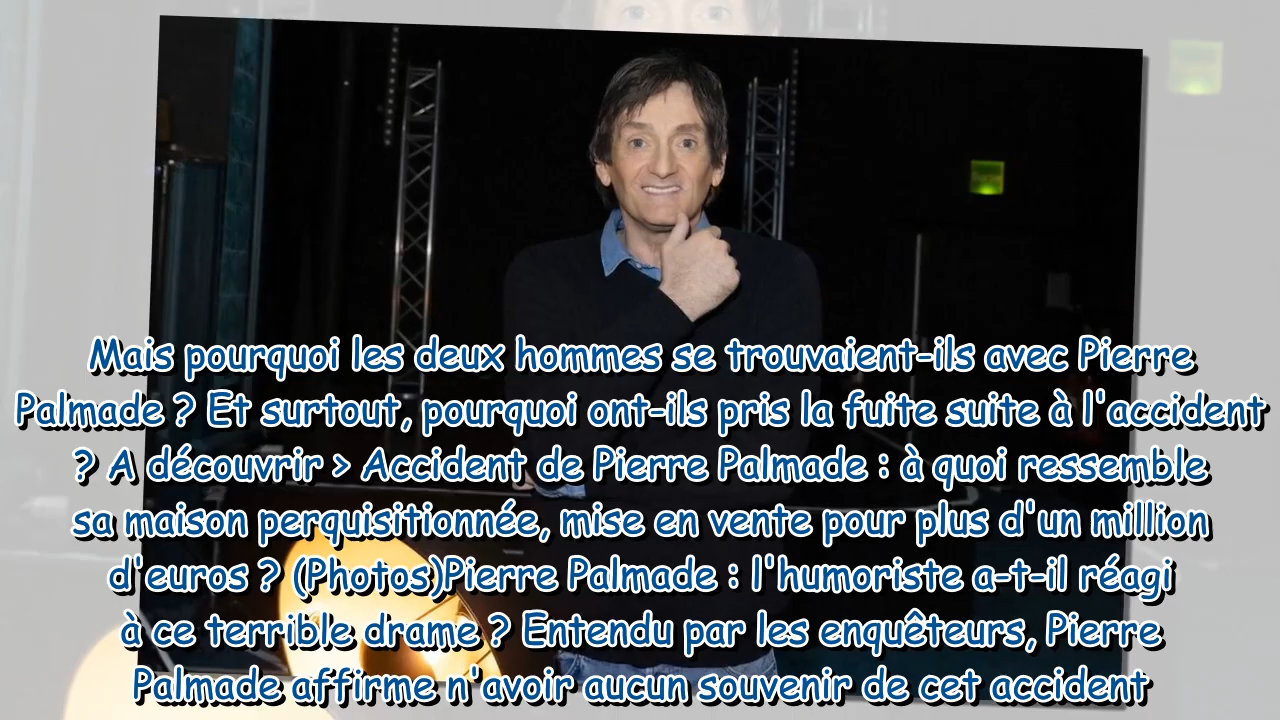 Mais pourquoi les deux hommes se trouvaient-ils avec Pierre
Palmade ? Et surtout, pourquoi ont-ils pris la fuite suite à l'accident
? A découvrir > Accident de Pierre Palmade : à quoi ressemble
sa maison perquisitionnée, mise en vente pour plus d'un million
d'euros ? (Photos)Pierre Palmade : l'humoriste a-t-il réagi
à ce terrible drame ? Entendu par les enquêteurs, Pierre
Palmade affirme n'avoir aucun souvenir de cet accident